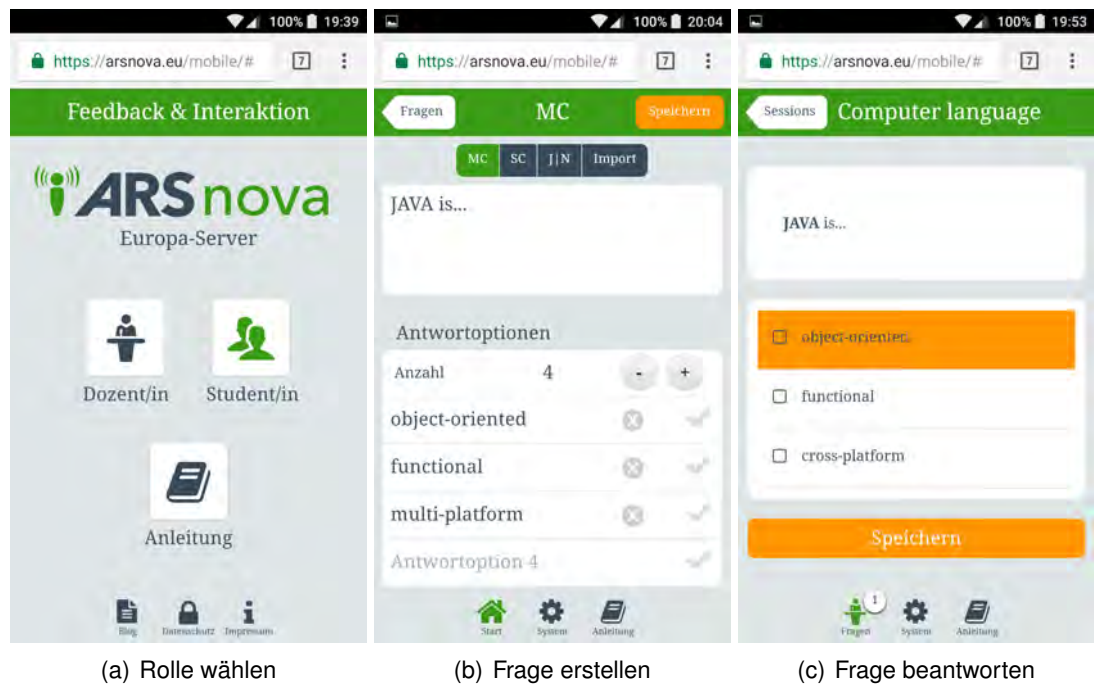 100% 19:39
https://arsnova.eu/mobile/# 7
Feedback & Interaktion
ARSnova
Europa-Server
Dozent/in Student/in
Anleitung
Blog Datenschutz Impressum
(a) Rolle wählen
100% 20:04
https://arsnova.eu/mobile/# 7
Fragen MC Speichern
MC SC J|N Import
JAVA is...
Antwortoptionen
Anzahl 4 - +
object-oriented
functional
multi-platform
Antwortoption 4
Start System Anleitung
(b) Frage erstellen
100% 19:53
https://arsnova.eu/mobile/# 7
Sessions Computer language
JAVA is...
object-oriented
functional
cross-platform
Speichern
1
Fragen System Anleitung
(c) Frage beantworten